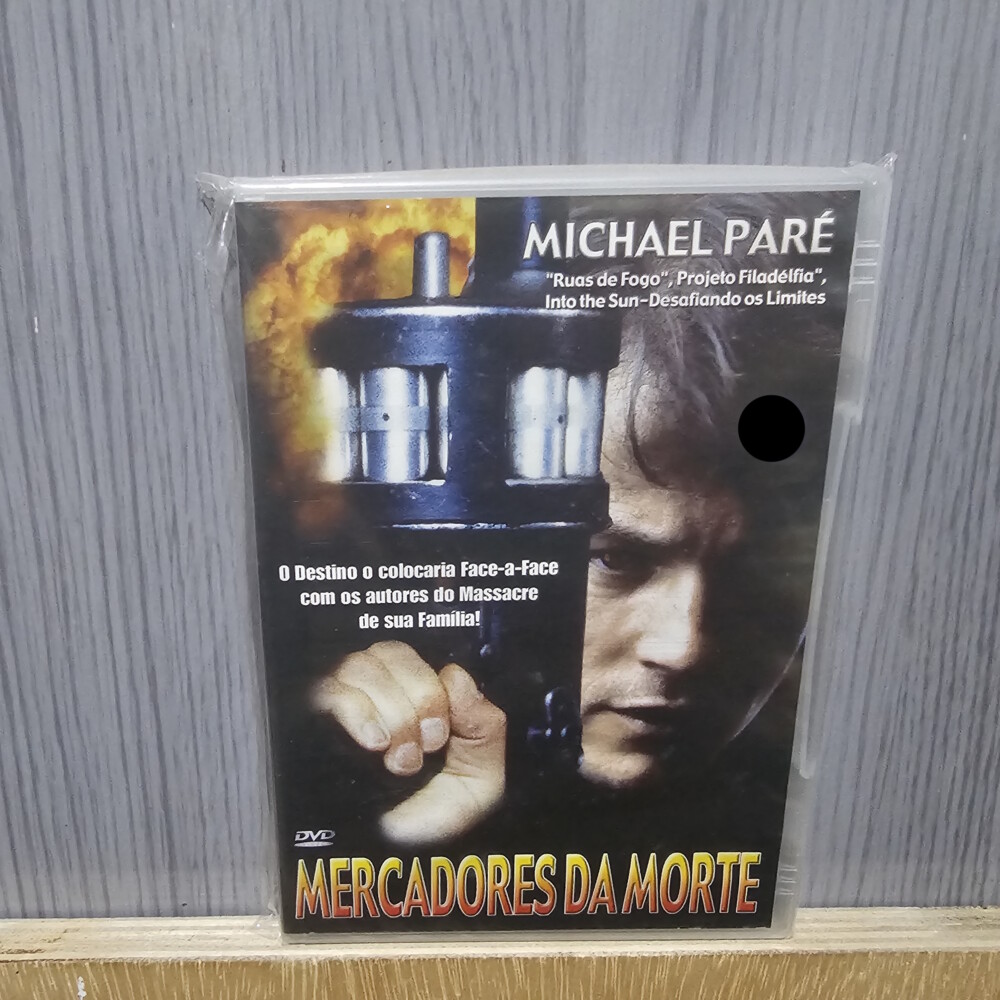 MICHAEL PARÉ
"Ruas de Fogo", Projeto Filadélfia",
Into the Sun-Desafiando os Limites
O Destino o colocaria Face-a-Face
com os autores do Massacre
de sua Família!
DVD
MERCADORES DA MORTE